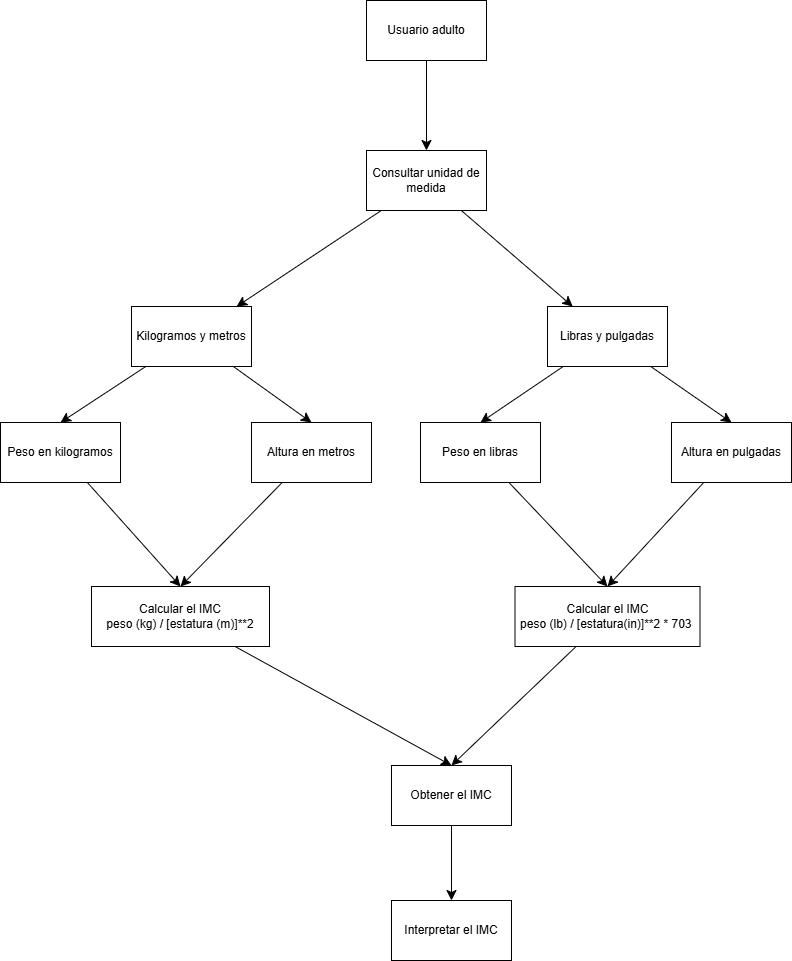 Usuario adulto
Consultar unidad de
medida
Kilogramos y metros
Libras y pulgadas
Peso en kilogramos
Altura en metros
Peso en libras
Altura en pulgadas
Calcular el IMC
peso (kg) / [estatura (m)]**2
Calcular el IMC
peso (lb) / [estatura(in)]**2 * 703
Obtener el IMC
Interpretar el IMC